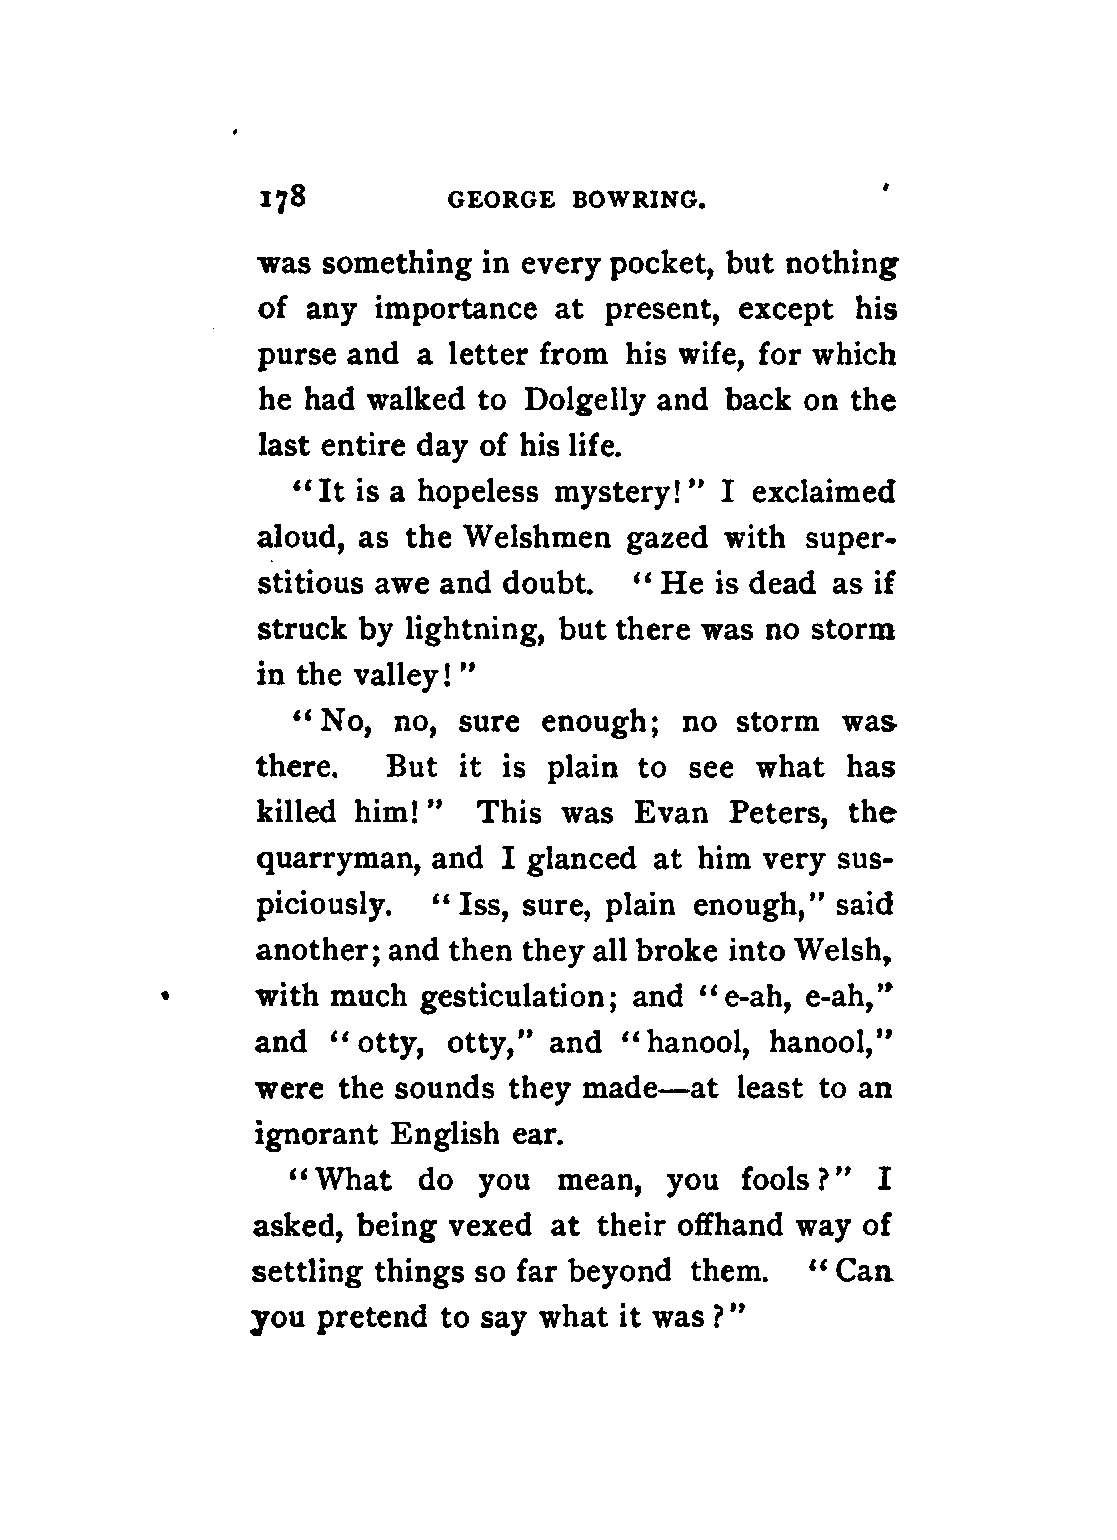 178 GEORGE BOWRING.
was something in every pocket, but nothing
of any importance at present, except his
purse and a letter from his wife, for which
he had walked to Dolgelly and back on the
last entire day of his life.
"It is a hopeless mystery!" I exclaimed
aloud, as the Welshmen gazed with super-
stitious awe and doubt. "He is dead as if
struck by lightning, but there was no storm
in the valley!"
"No, no, sure enough; no storm was
there. But it is plain to see what has
killed him!" This was Evan Peters, the
quarryman, and I glanced at him very sus-
piciously. "Iss, sure, plain enough," said
another; and then they all broke into Welsh,
with much gesticulation; and "e-ah, e-ah,"
and "otty, otty," and "hanool, hanool,"
were the sounds they made—at least to an
ignorant English ear.
"What do you mean, you fools?" I
asked, being vexed at their offhand way of
settling things so far beyond them. "Can
you pretend to say what it was?"